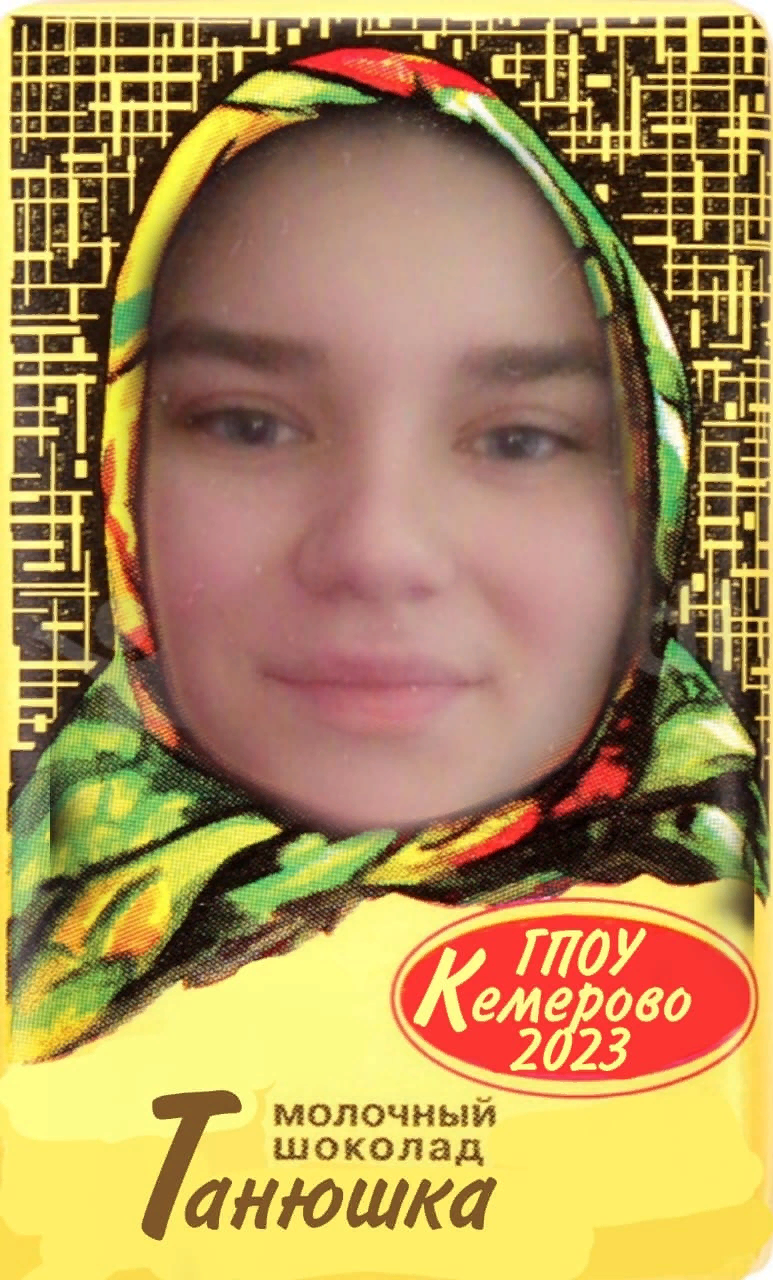 ГПОУ
Кемерово
2023
молочный
шоколад
Танюшка